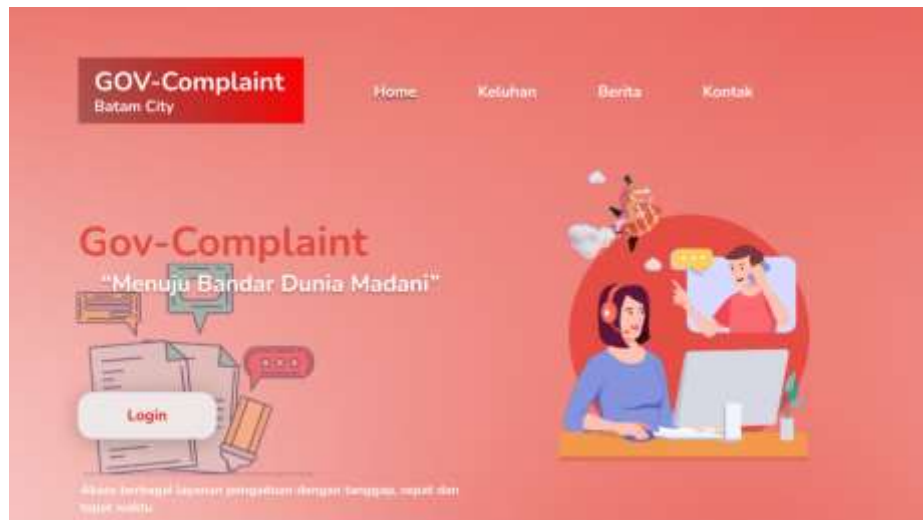 GOV-Complaint
Batam City
Home Keluhan Berita Kontak
Gov-Complaint
“Menuju Bandar Dunia Madani”
Login
Akses berbagai layanan pengaduan dengan tanggap, cepat dan
tepat waktu